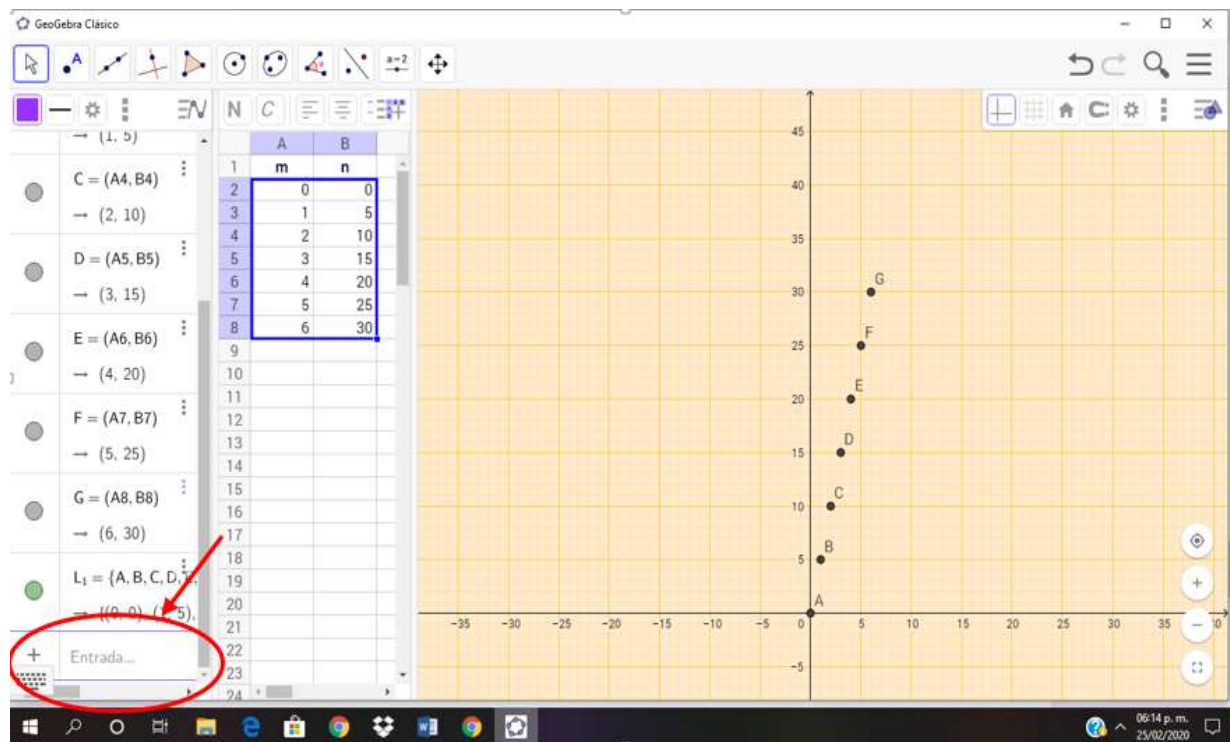 GeoGebra Clásico
A
a=2
N C
→ (1, 5)
C = (A4, B4)
→ (2, 10)
D = (A5, B5)
→ (3, 15)
E = (A6, B6)
→ (4, 20)
F = (A7, B7)
→ (5, 25)
G = (A8, B8)
→ (6, 30)
L₁ = {A, B, C, D, E,
→ {(0, 0), (1, 5),
+ Entrada...
A B
1 m n
2 0 0
3 1 5
4 2 10
5 3 15
6 4 20
7 5 25
8 6 30
9
10
11
12
13
14
15
16
17
18
19
20
21
22
23
24
45
40
35
30
25
20
15
10
5
−5
−35 −30 −25 −20 −15 −10 −5 0 5 10 15 20 25 30 35
G
F
E
D
C
B
A
06:14 p. m.
25/02/2020